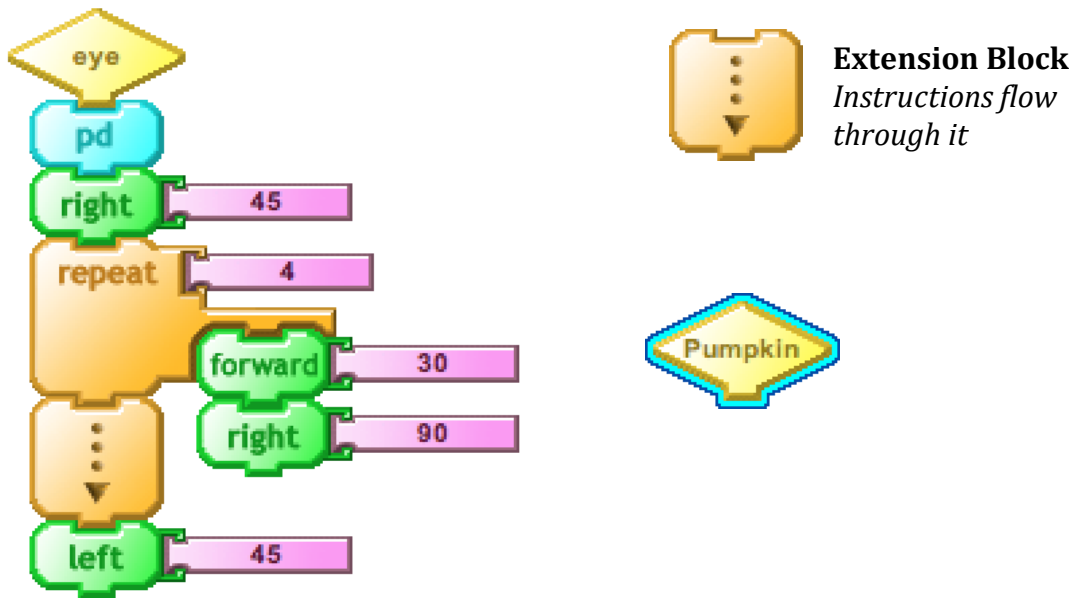 eye
pd
right 45
repeat 4
forward 30
right 90
left 45
Extension Block
Instructions flow
through it
Pumpkin